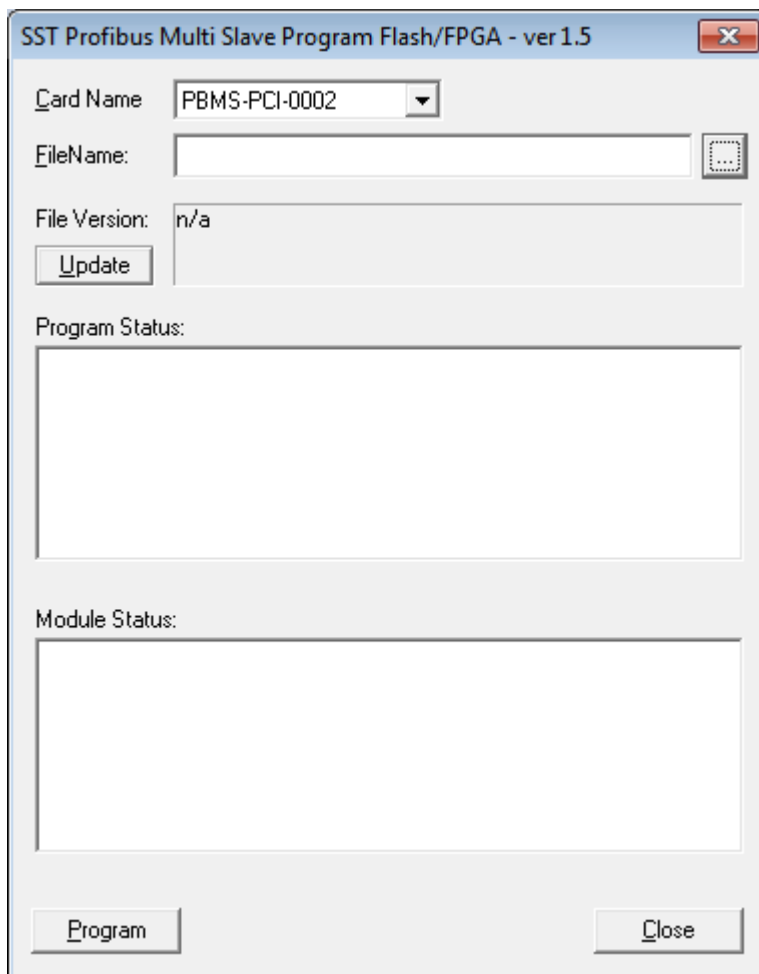 SST Profibus Multi Slave Program Flash/FPGA - ver 1.5
Card Name PBMS-PCI-0002
FileName: ...
File Version: n/a
Update
Program Status:
Module Status:
Program Close